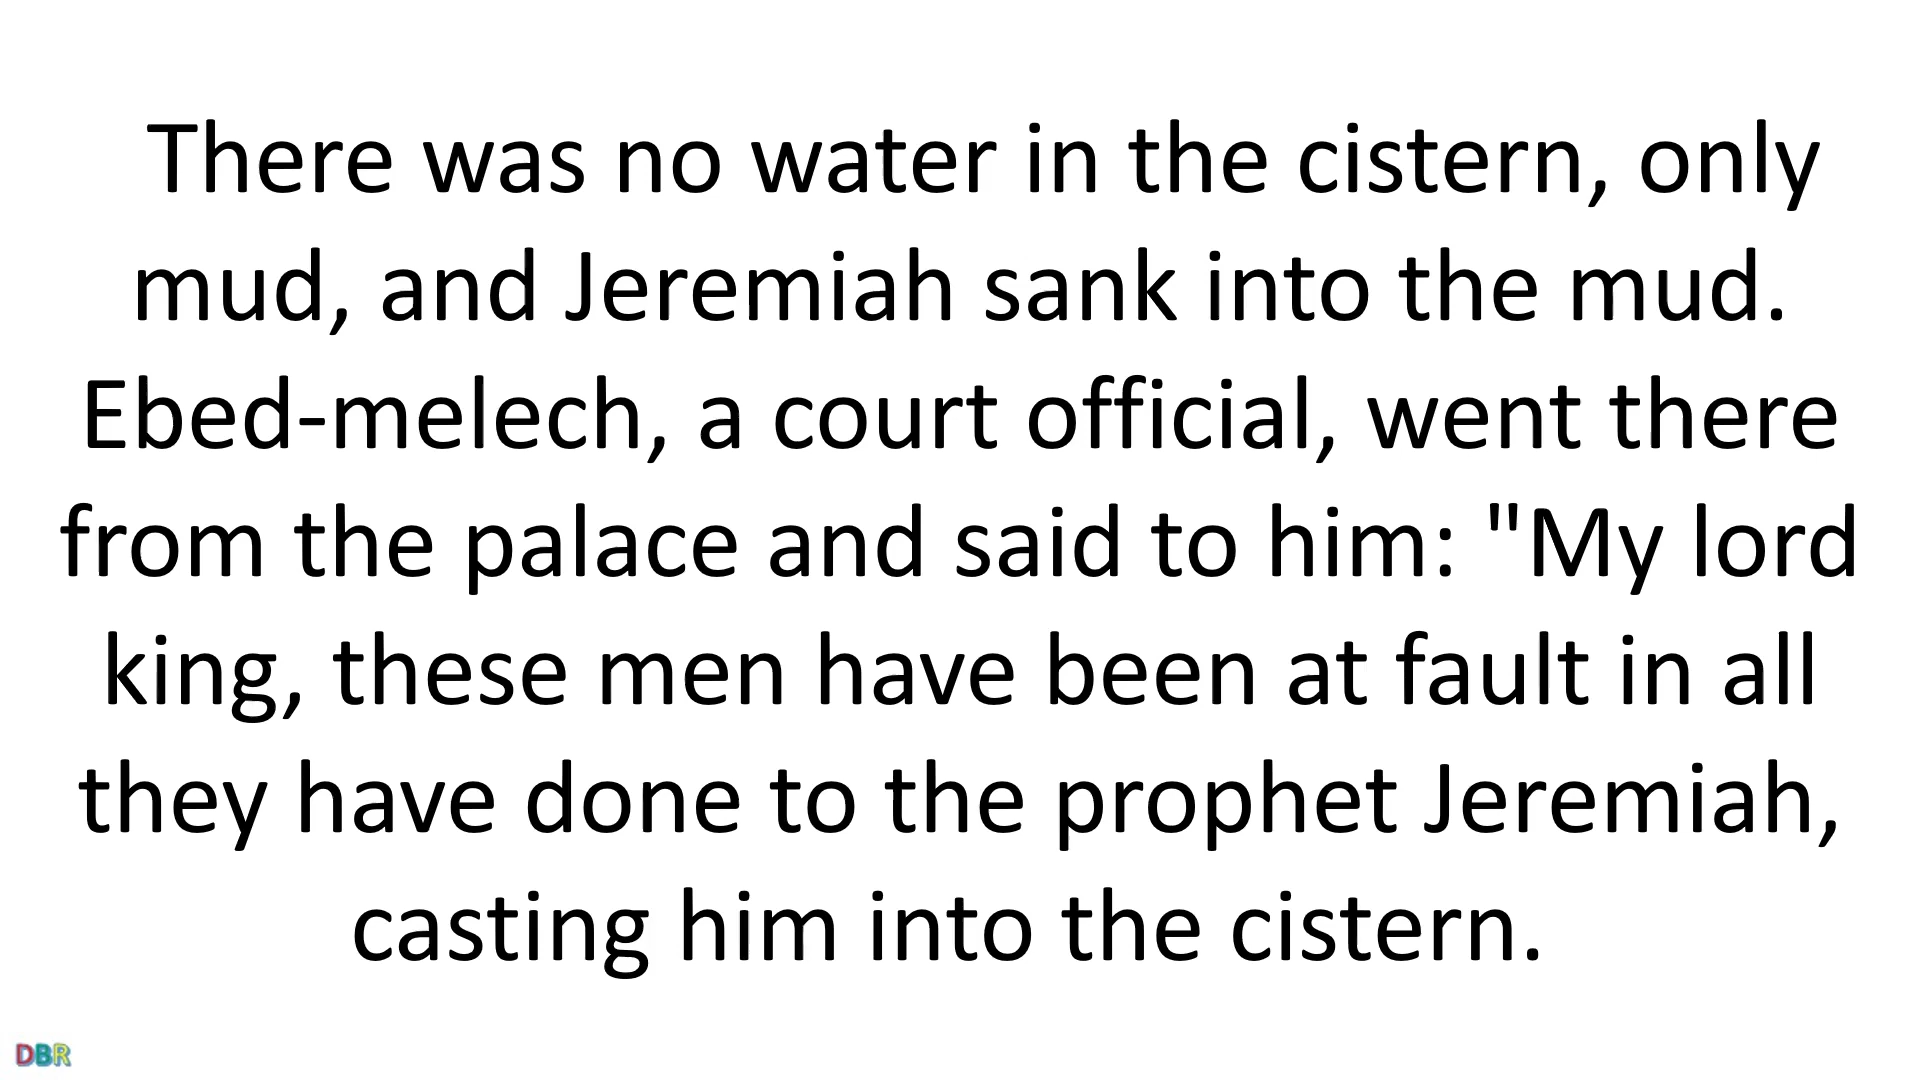 There was no water in the cistern, only
mud, and Jeremiah sank into the mud.
Ebed-melech, a court official, went there
from the palace and said to him: "My lord
king, these men have been at fault in all
they have done to the prophet Jeremiah,
casting him into the cistern.
DBR